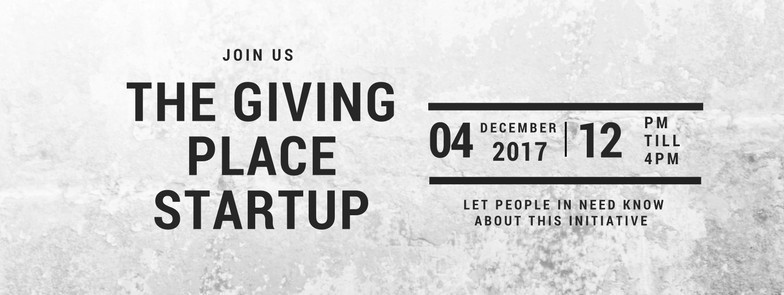 JOIN US
THE GIVING
PLACE
STARTUP
04 DECEMBER 2017 | 12 PM TILL 4PM
LET PEOPLE IN NEED KNOW
ABOUT THIS INITIATIVE